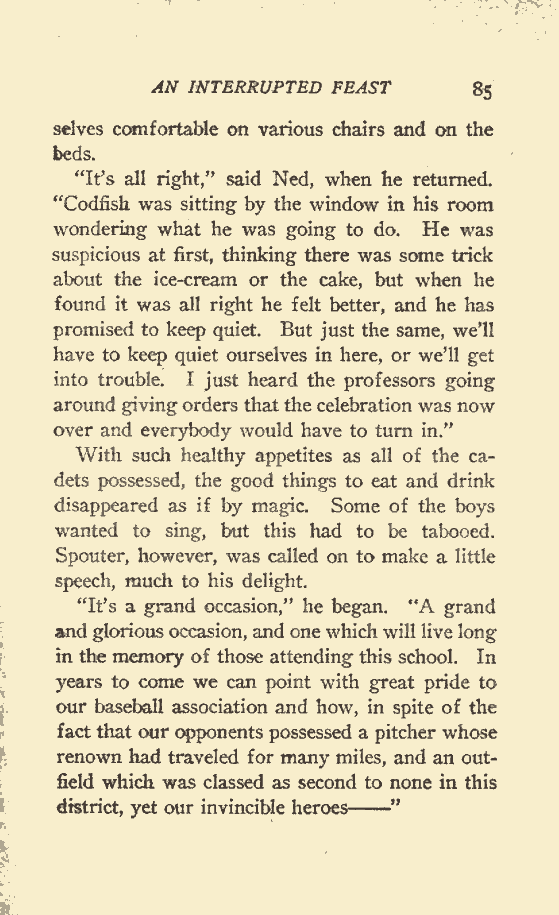 AN INTERRUPTED FEAST 85
selves comfortable on various chairs and on the
beds.
"It's all right," said Ned, when he returned.
"Codfish was sitting by the window in his room
wondering what he was going to do. He was
suspicious at first, thinking there was some trick
about the ice-cream or the cake, but when he
found it was all right he felt better, and he has
promised to keep quiet. But just the same, we'll
have to keep quiet ourselves in here, or we'll get
into trouble. I just heard the professors going
around giving orders that the celebration was now
over and everybody would have to turn in."
With such healthy appetites as all of the ca-
dets possessed, the good things to eat and drink
disappeared as if by magic. Some of the boys
wanted to sing, but this had to be tabooed.
Spouter, however, was called on to make a little
speech, much to his delight.
"It's a grand occasion," he began. "A grand
and glorious occasion, and one which will live long
in the memory of those attending this school. In
years to come we can point with great pride to
our baseball association and how, in spite of the
fact that our opponents possessed a pitcher whose
renown had traveled for many miles, and an out-
field which was classed as second to none in this
district, yet our invincible heroes——"